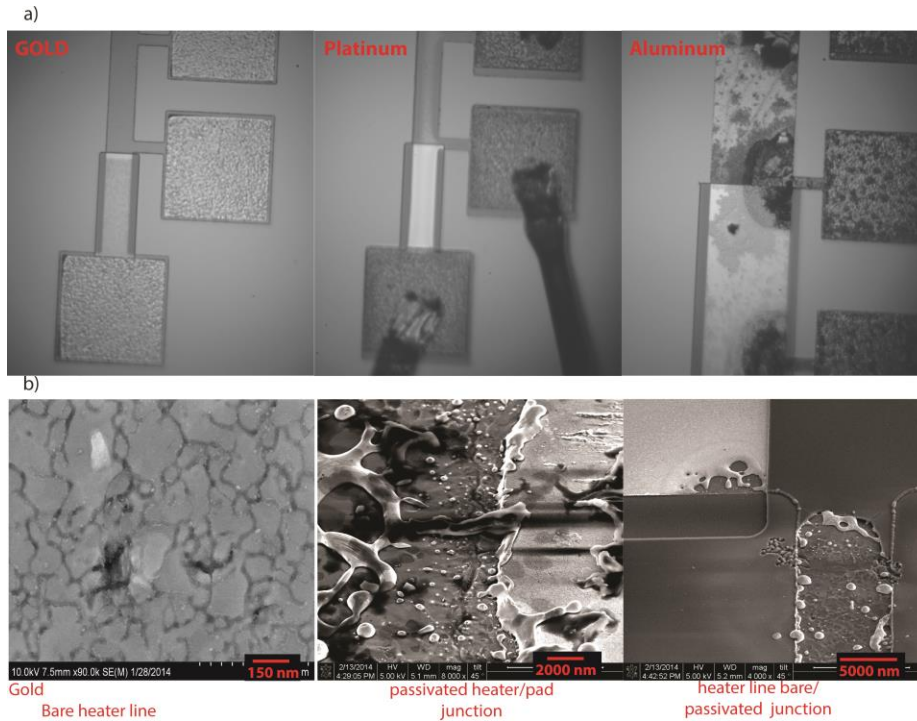 a)
GOLD
Platinum
Aluminum
b)
10.0kV 7.5mm x90.0k SE(M) 1/28/2014
150 nm
2/13/2014 HV WD mag tilt
4:29:05 PM 5.00 kV 5.1 mm 8 000 x 45°
2000 nm
2/13/2014 HV WD mag tilt
4:42:52 PM 5.00 kV 5.2 mm 4 000 x 45°
5000 nm
Gold
Bare heater line
passivated heater/pad
junction
heater line bare/
passivated junction